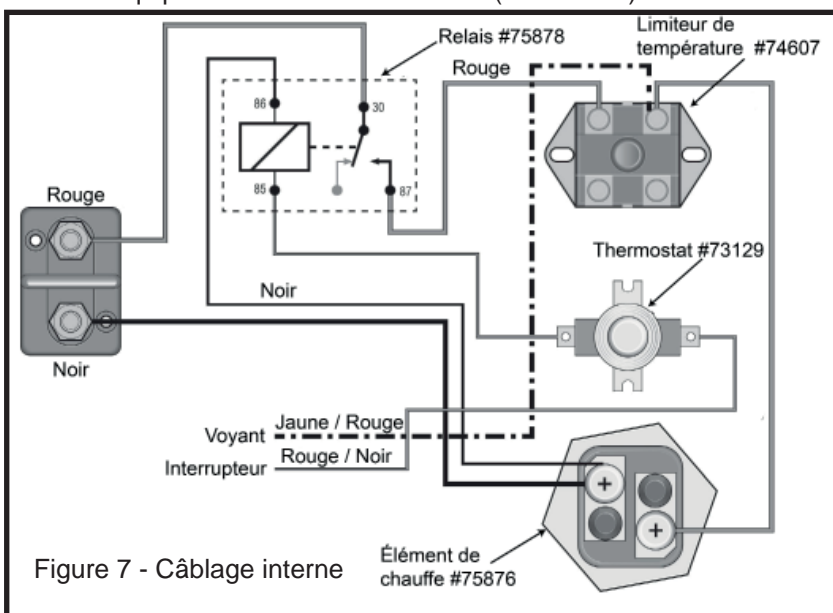 Relais #75878
Limiteur de
température #74607
Rouge
86
30
85
87
Rouge
Thermostat #73129
Noir
Noir
Jaune / Rouge
Voyant
Rouge / Noir
Interrupteur
Élément de
chauffe #75876
Figure 7 - Câblage interne